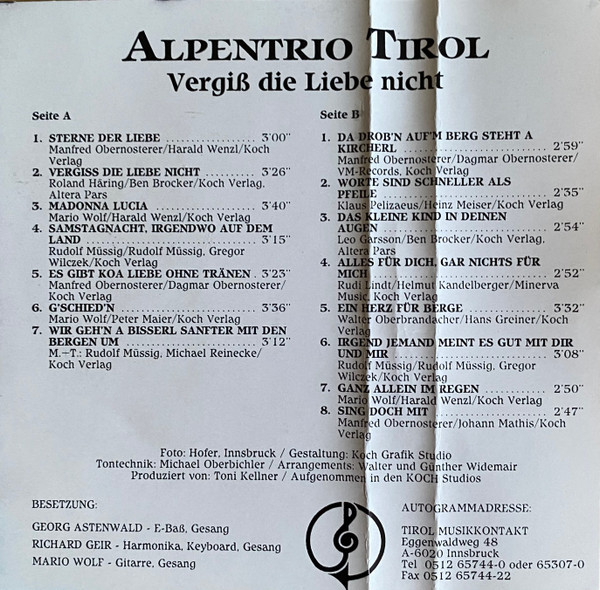 ALPENTRIO TIROL
Vergiß die Liebe nicht
Seite A
1. STERNE DER LIEBE .................... 3'00"
Manfred Obernosterer/Harald Wenzl/Koch
Verlag
2. VERGISS DIE LIEBE NICHT ............. 3'26"
Roland Häring/Ben Brocker/Koch Verlag,
Altera Pars
3. MADONNA LUCIA ....................... 3'40"
Mario Wolf/Harald Wenzl/Koch Verlag
4. SAMSTAGNACHT, IRGENDWO AUF DEM
LAND ................................... 3'15"
Rudolf Müssig/Rudolf Müssig, Gregor
Wilczek/Koch Verlag
5. ES GIBT KOA LIEBE OHNE TRÄNEN . 3'23"
Manfred Obernosterer/Dagmar Obernosterer/
Koch Verlag
6. G'SCHIED'N .......................... 3'36"
Mario Wolf/Peter Maier/Koch Verlag
7. WIR GEH'N A BISSERL SANFTER MIT DEN
BERGEN UM .............................. 3'12"
M.-T.: Rudolf Müssig, Michael Reinecke/
Koch Verlag
Seite B
1. DA DROB'N AUF'M BERG STEHT A
KIRCHERL ............................... 2'59"
Manfred Obernosterer/Dagmar Obernosterer/
VM-Records, Koch Verlag
2. WORTE SIND SCHNELLER ALS
PFEILE ................................. 2'35"
Klaus Pelizaeus/Heinz Meiser/Koch Verlag
3. DAS KLEINE KIND IN DEINEN
AUGEN .................................. 2'54"
Leo Garsson/Ben Brocker/Koch Verlag,
Altera Pars
4. ALLES FÜR DICH, GAR NICHTS FÜR
MICH ................................... 2'52"
Rudi Lindt/Helmut Kandelberger/Minerva
Music, Koch Verlag
5. EIN HERZ FÜR BERGE .................. 3'32"
Walter Oberbrandacher/Hans Greiner/Koch
Verlag
6. IRGEND JEMAND MEINT ES GUT MIT DIR
UND MIR ................................ 3'08"
Rudolf Müssig/Rudolf Müssig, Gregor
Wilczek/Koch Verlag
7. GANZ ALLEIN IM REGEN ................ 2'50"
Mario Wolf/Harald Wenzl/Koch Verlag
8. SING DOCH MIT ....................... 2'47"
Manfred Obernosterer/Johann Mathis/Koch
Verlag
Foto: Hofer, Innsbruck / Gestaltung: Koch Grafik Studio
Tontechnik: Michael Oberbichler / Arrangements: Walter und Günther Widemair
Produziert von: Toni Kellner / Aufgenommen in den KOCH Studios
BESETZUNG:
GEORG ASTENWALD - E-Baß, Gesang
RICHARD GEIR - Harmonika, Keyboard, Gesang
MARIO WOLF - Gitarre, Gesang
AUTOGRAMMADRESSE:
TIROL MUSIKKONTAKT
Eggenwaldweg 48
A-6020 Innsbruck
Tel 0512 65744-0 oder 65307-0
Fax 0512 65744-22